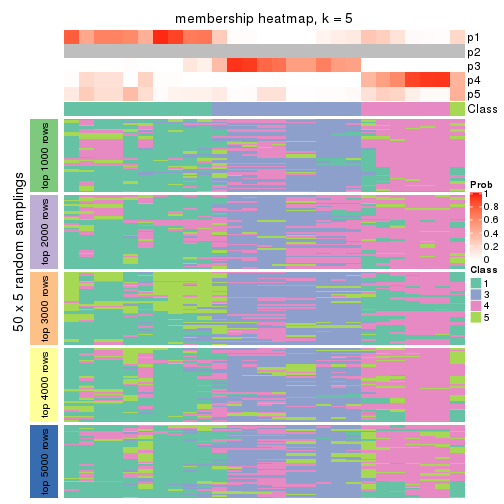 membership heatmap, k = 5
p1
p2
p3
p4
p5
Class
50 x 5 random samplings
top 1000 rows
top 2000 rows
top 3000 rows
top 4000 rows
top 5000 rows
Prob
1
0.8
0.6
0.4
0.2
0
Class
1
3
4
5